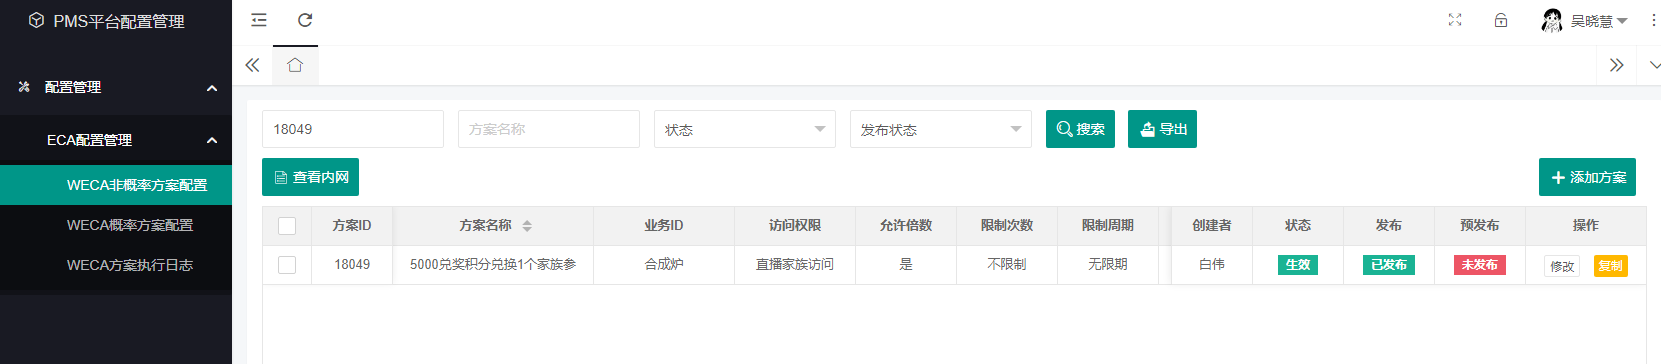 PMS平台配置管理
吴晓慧
配置管理
ECA配置管理
WECA非概率方案配置
WECA概率方案配置
WECA方案执行日志
18049
方案名称
状态
发布状态
搜索
导出
查看内网
添加方案
方案ID 方案名称 业务ID 访问权限 允许倍数 限制次数 限制周期 创建者 状态 发布 预发布 操作
18049 5000兑奖积分兑换1个家族参 合成炉 直播家族访问 是 不限制 无限期 白伟 生效 已发布 未发布 修改 复制